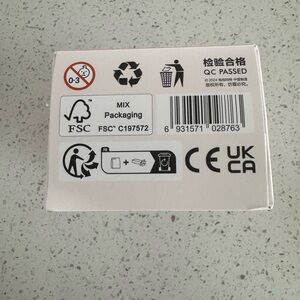 0-3
检验合格
QC PASSED
MIX
Packaging
FSC® C197572
FSC
6 931571 028763
CE
UK
CA